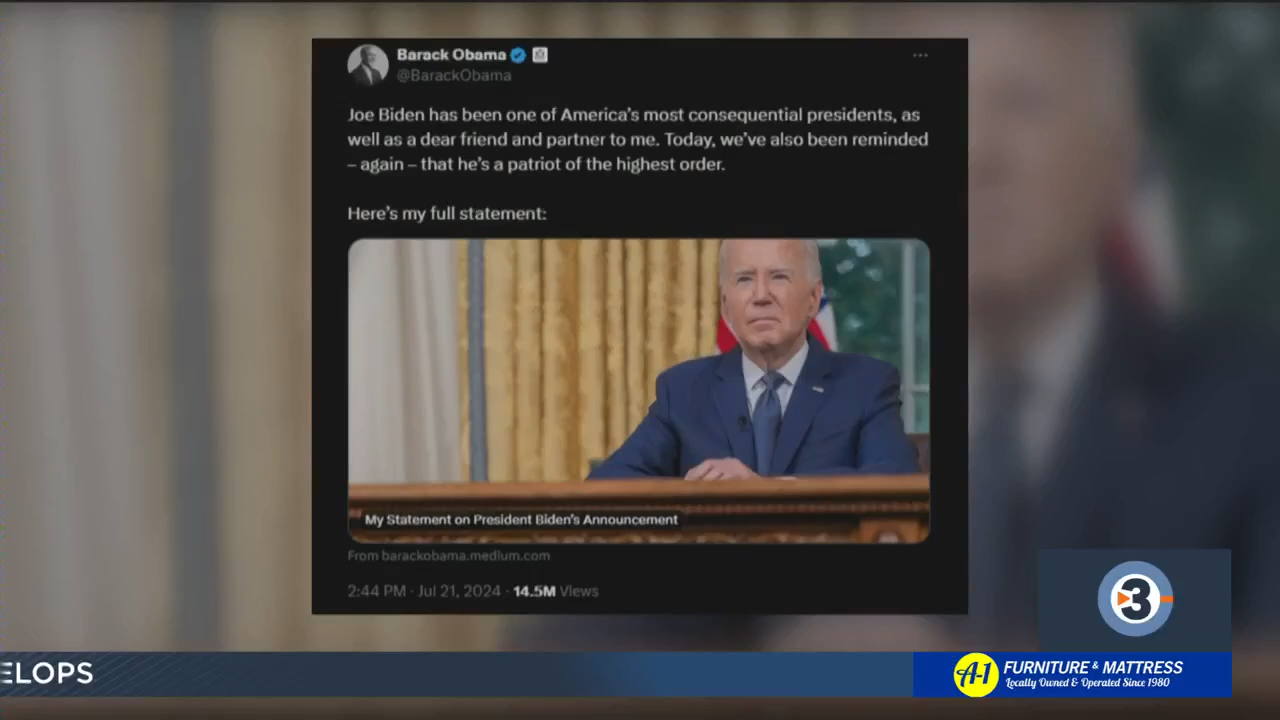 Barack Obama
@BarackObama
Joe Biden has been one of America's most consequential presidents, as
well as a dear friend and partner to me. Today, we've also been reminded
– again – that he's a patriot of the highest order.
Here's my full statement:
My Statement on President Biden's Announcement
From barackobama.medium.com
2:44 PM · Jul 21, 2024 · 14.5M Views
3
ELOPS
A-1
FURNITURE & MATTRESS
Locally Owned & Operated Since 1980